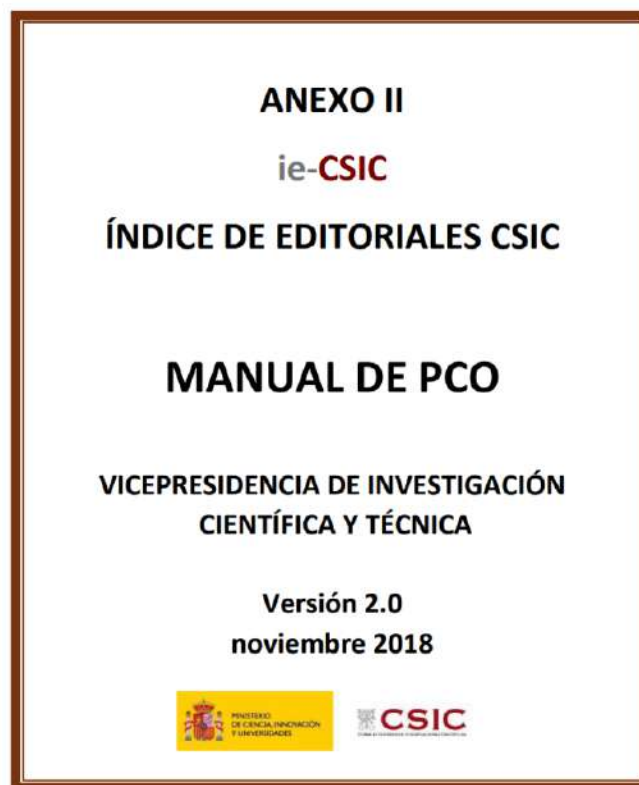 ANEXO II
ie-CSIC
ÍNDICE DE EDITORIALES CSIC
MANUAL DE PCO
VICEPRESIDENCIA DE INVESTIGACIÓN
CIENTÍFICA Y TÉCNICA
Versión 2.0
noviembre 2018
MINISTERIO
DE CIENCIA, INNOVACIÓN
Y UNIVERSIDADES
CSIC